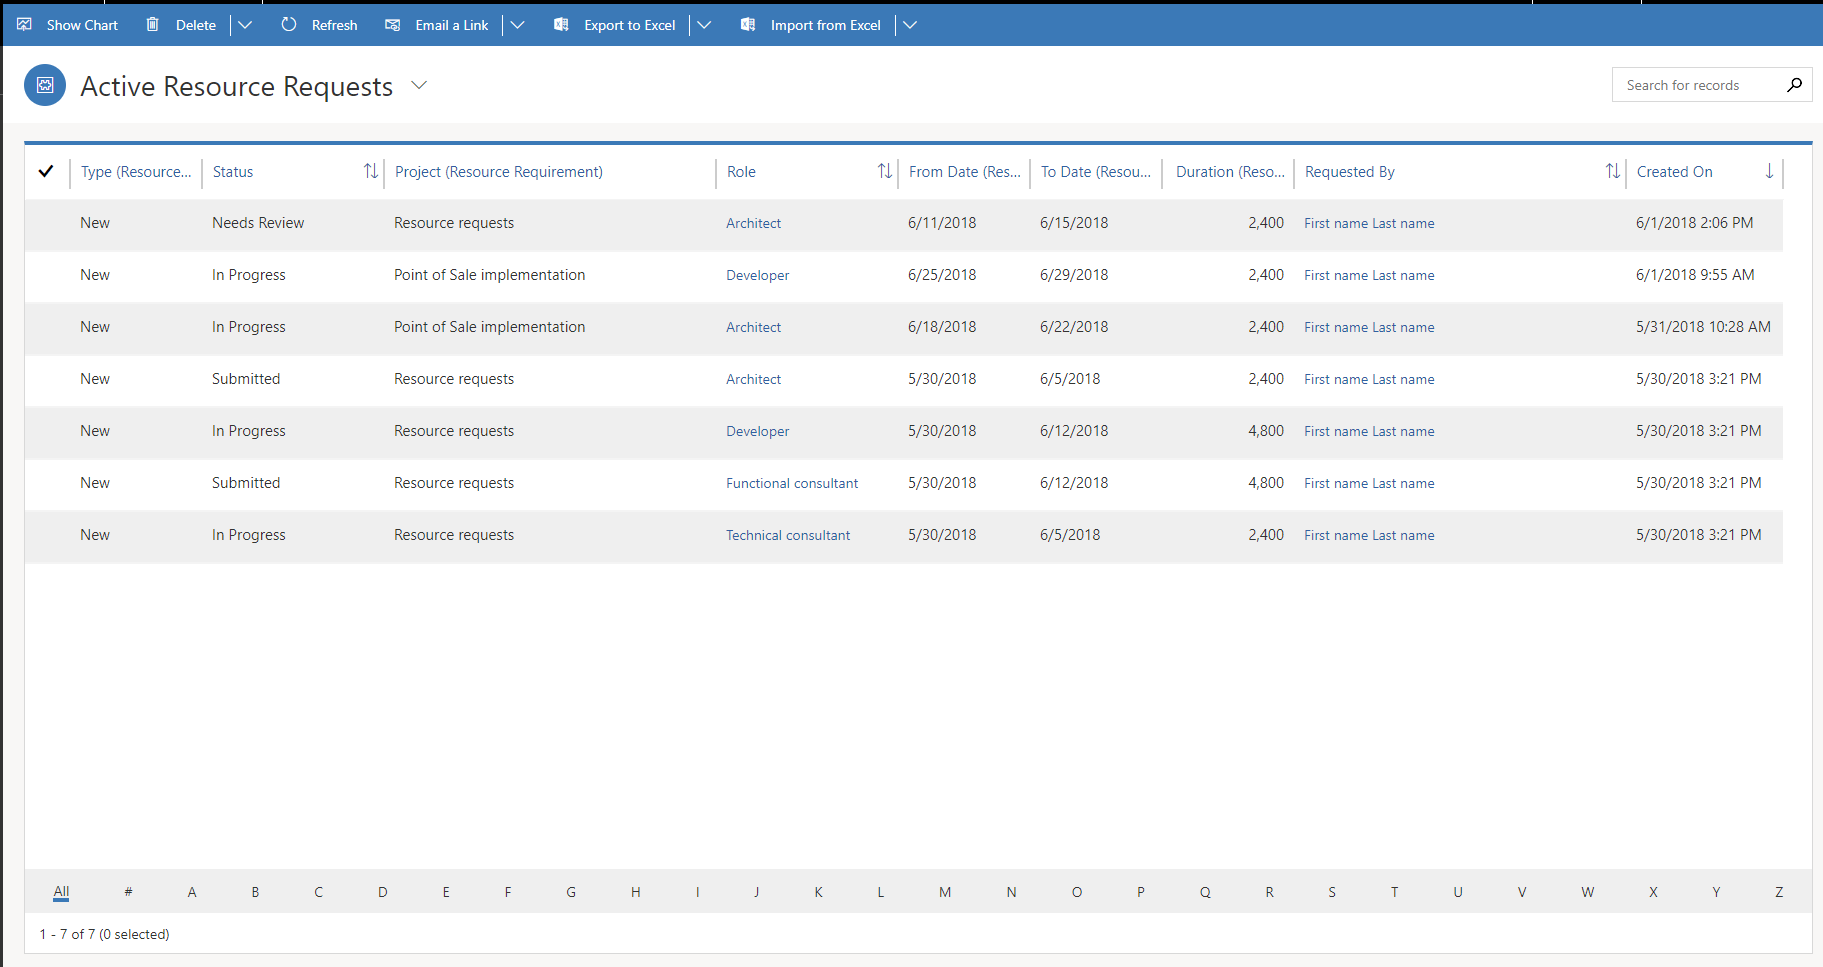 Show Chart Delete Refresh Email a Link Export to Excel Import from Excel
Active Resource Requests
Search for records
Type (Resource... Status Project (Resource Requirement) Role From Date (Res... To Date (Resou... Duration (Reso... Requested By Created On
New Needs Review Resource requests Architect 6/11/2018 6/15/2018 2,400 First name Last name 6/1/2018 2:06 PM
New In Progress Point of Sale implementation Developer 6/25/2018 6/29/2018 2,400 First name Last name 6/1/2018 9:55 AM
New In Progress Point of Sale implementation Architect 6/18/2018 6/22/2018 2,400 First name Last name 5/31/2018 10:28 AM
New Submitted Resource requests Architect 5/30/2018 6/5/2018 2,400 First name Last name 5/30/2018 3:21 PM
New In Progress Resource requests Developer 5/30/2018 6/12/2018 4,800 First name Last name 5/30/2018 3:21 PM
New Submitted Resource requests Functional consultant 5/30/2018 6/12/2018 4,800 First name Last name 5/30/2018 3:21 PM
New In Progress Resource requests Technical consultant 5/30/2018 6/5/2018 2,400 First name Last name 5/30/2018 3:21 PM
All # A B C D E F G H I J K L M N O P Q R S T U V W X Y Z
1 - 7 of 7 (0 selected)